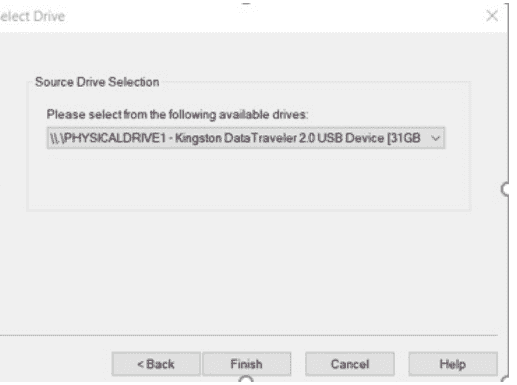 elect Drive
Source Drive Selection
Please select from the following available drives:
\\.\PHYSICALDRIVE1 - Kingston DataTraveler 2.0 USB Device [31GB
< Back
Finish
Cancel
Help